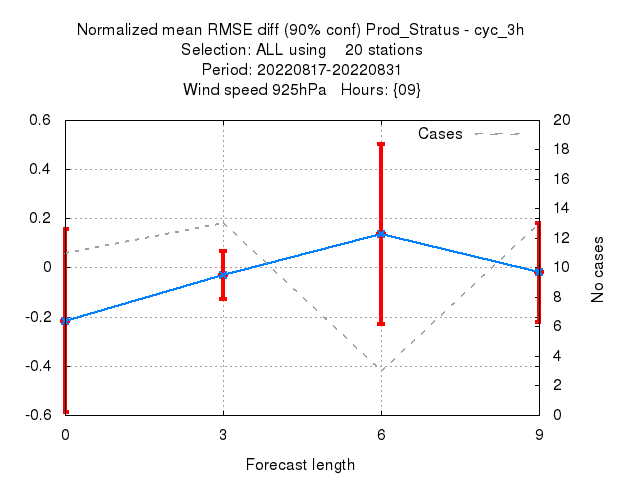 Normalized mean RMSE diff (90% conf) Prod_Stratus - cyc_3h
Selection: ALL using 20 stations
Period: 20220817-20220831
Wind speed 925hPa Hours: {09}
Cases
0.6
0.4
0.2
0
-0.2
-0.4
-0.6
20
18
16
14
12
10
8
6
4
2
0
No cases
0 3 6 9
Forecast length